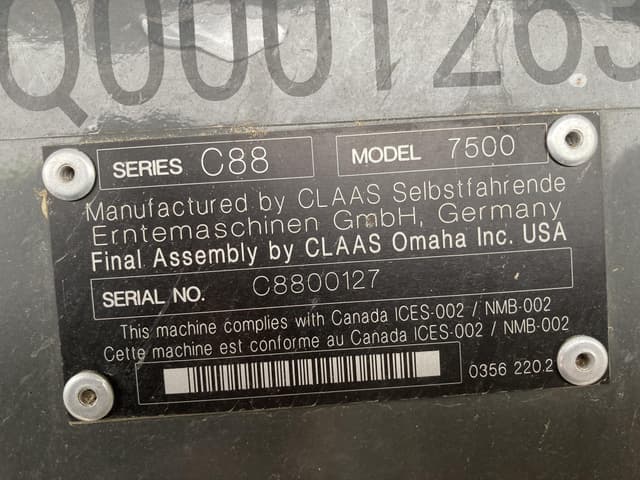 Q0001263
SERIES C88 MODEL 7500
Manufactured by CLAAS Selbstfahrende
Erntemaschinen GmbH, Germany
Final Assembly by CLAAS Omaha Inc. USA
SERIAL NO. C8800127
This machine complies with Canada ICES-002 / NMB-002
Cette machine est conforme au Canada ICES-002 / NMB-002
0356 220.2